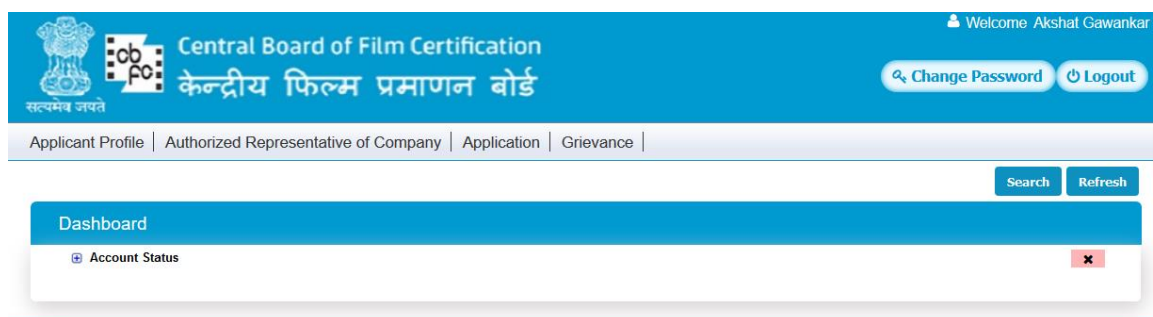 Welcome Akshat Gawankar
cb
fc
Central Board of Film Certification
केन्द्रीय फिल्म प्रमाणन बोर्ड
सत्यमेव जयते
Change Password
Logout
Applicant Profile | Authorized Representative of Company | Application | Grievance |
Search Refresh
Dashboard
Account Status